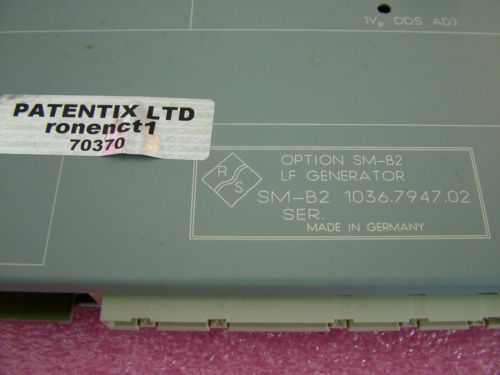 1Vp DDS ADJ
PATENTIX LTD
ronenct1
70370
OPTION SM-B2
LF GENERATOR
R S
SM-B2 1036.7947.02
SER.
MADE IN GERMANY